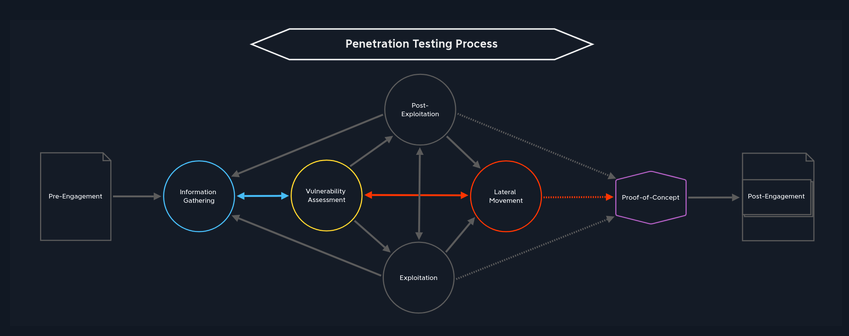 Penetration Testing Process
Post-
Exploitation
Pre-Engagement
Information
Gathering
Vulnerability
Assessment
Lateral
Movement
Proof-of-Concept
Post-Engagement
Exploitation